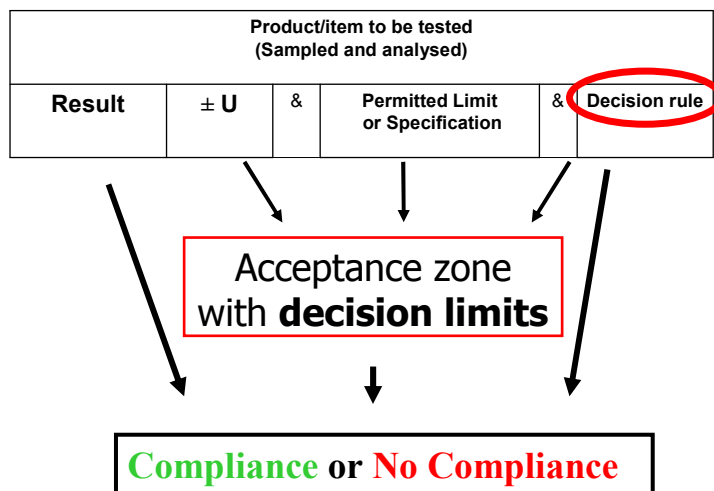 Product/item to be tested
(Sampled and analysed)
Result ± U & Permitted Limit & Decision rule
or Specification
Acceptance zone
with decision limits
Compliance or No Compliance